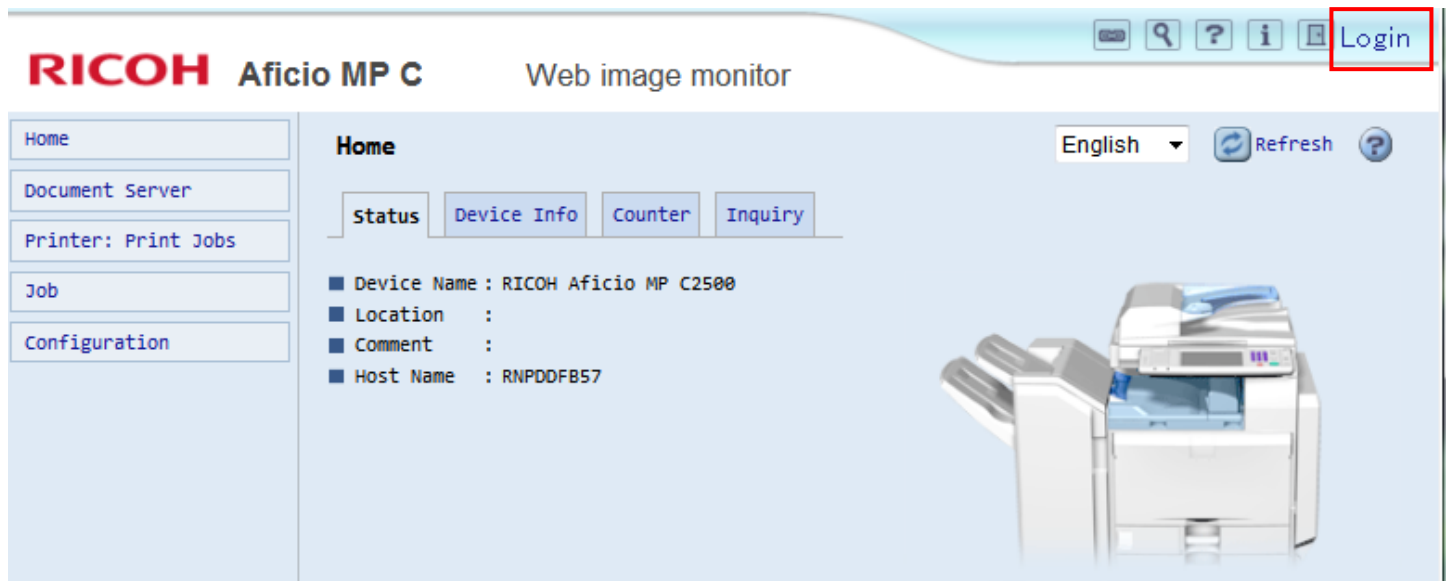 Login
RICOH Aficio MP C Web image monitor
Home
Document Server
Printer: Print Jobs
Job
Configuration
Home
English
Refresh
Status Device Info Counter Inquiry
Device Name : RICOH Aficio MP C2500
Location :
Comment :
Host Name : RNPDDFB57